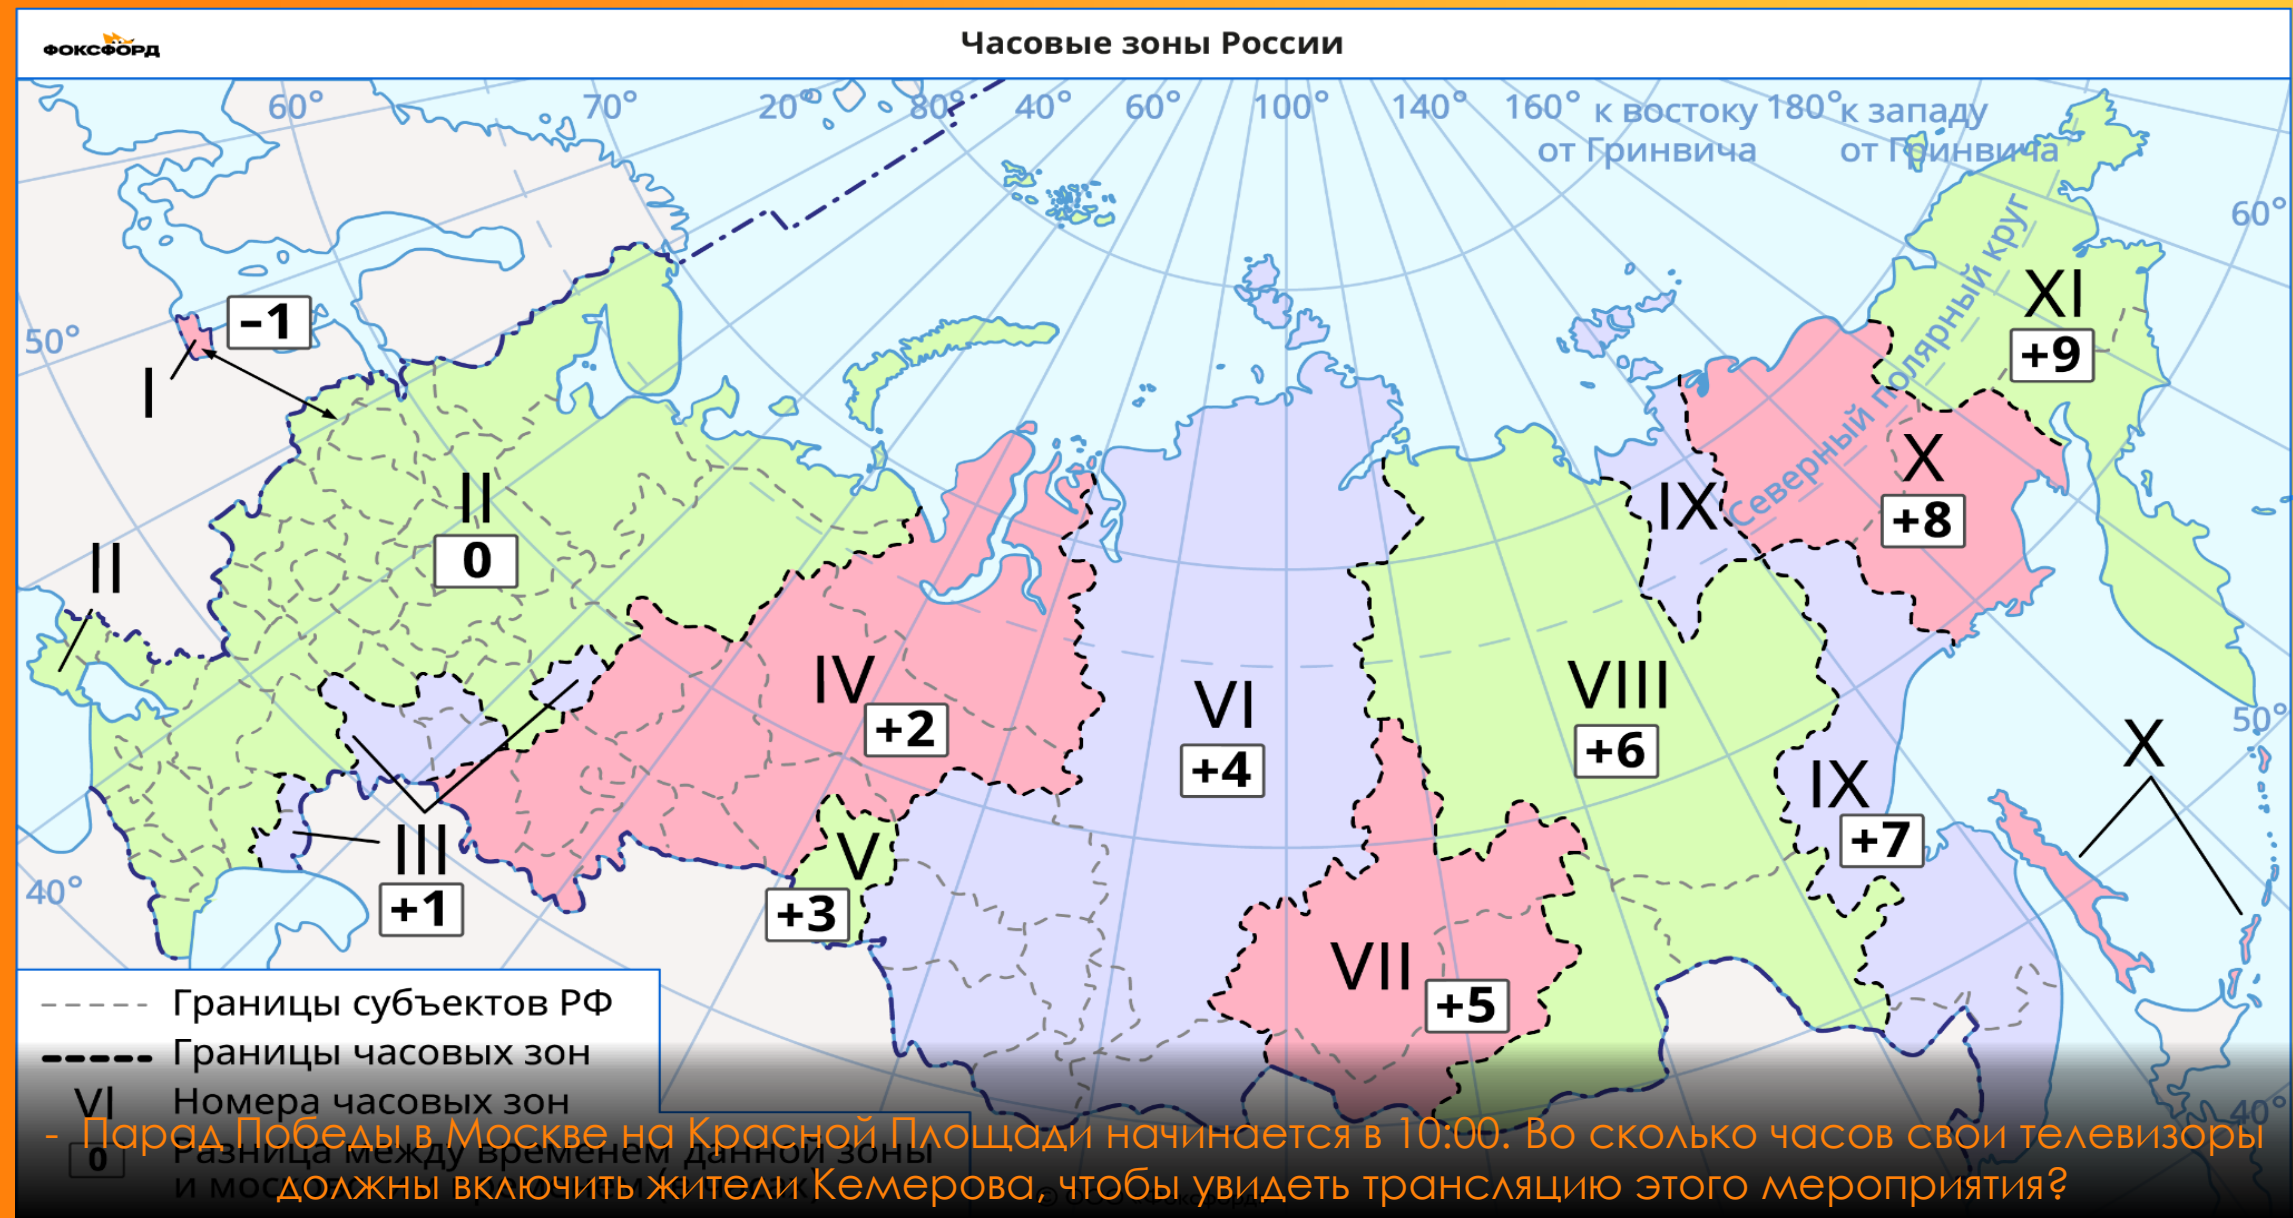 ФОКСФОРД
Часовые зоны России
60° 70° 20° 80° 40° 60° 100° 140° 160° к востоку 180° к западу
от Гринвича от Гринвича
60°
Северный полярный круг
XI
+9
-1
50°
I
X
+8
II
0
IX
II
IV
+2
VI
+4
VIII
+6
50°
X
IX
+7
III
+1
V
+3
40°
VII
+5
Границы субъектов РФ
Границы часовых зон
VI Номера часовых зон
40°
- Парад Победы в Москве на Красной Площади начинается в 10:00. Во сколько часов свои телевизоры
0 Разница между временем данной зоны
должны включить жители Кемерова, чтобы увидеть трансляцию этого мероприятия?